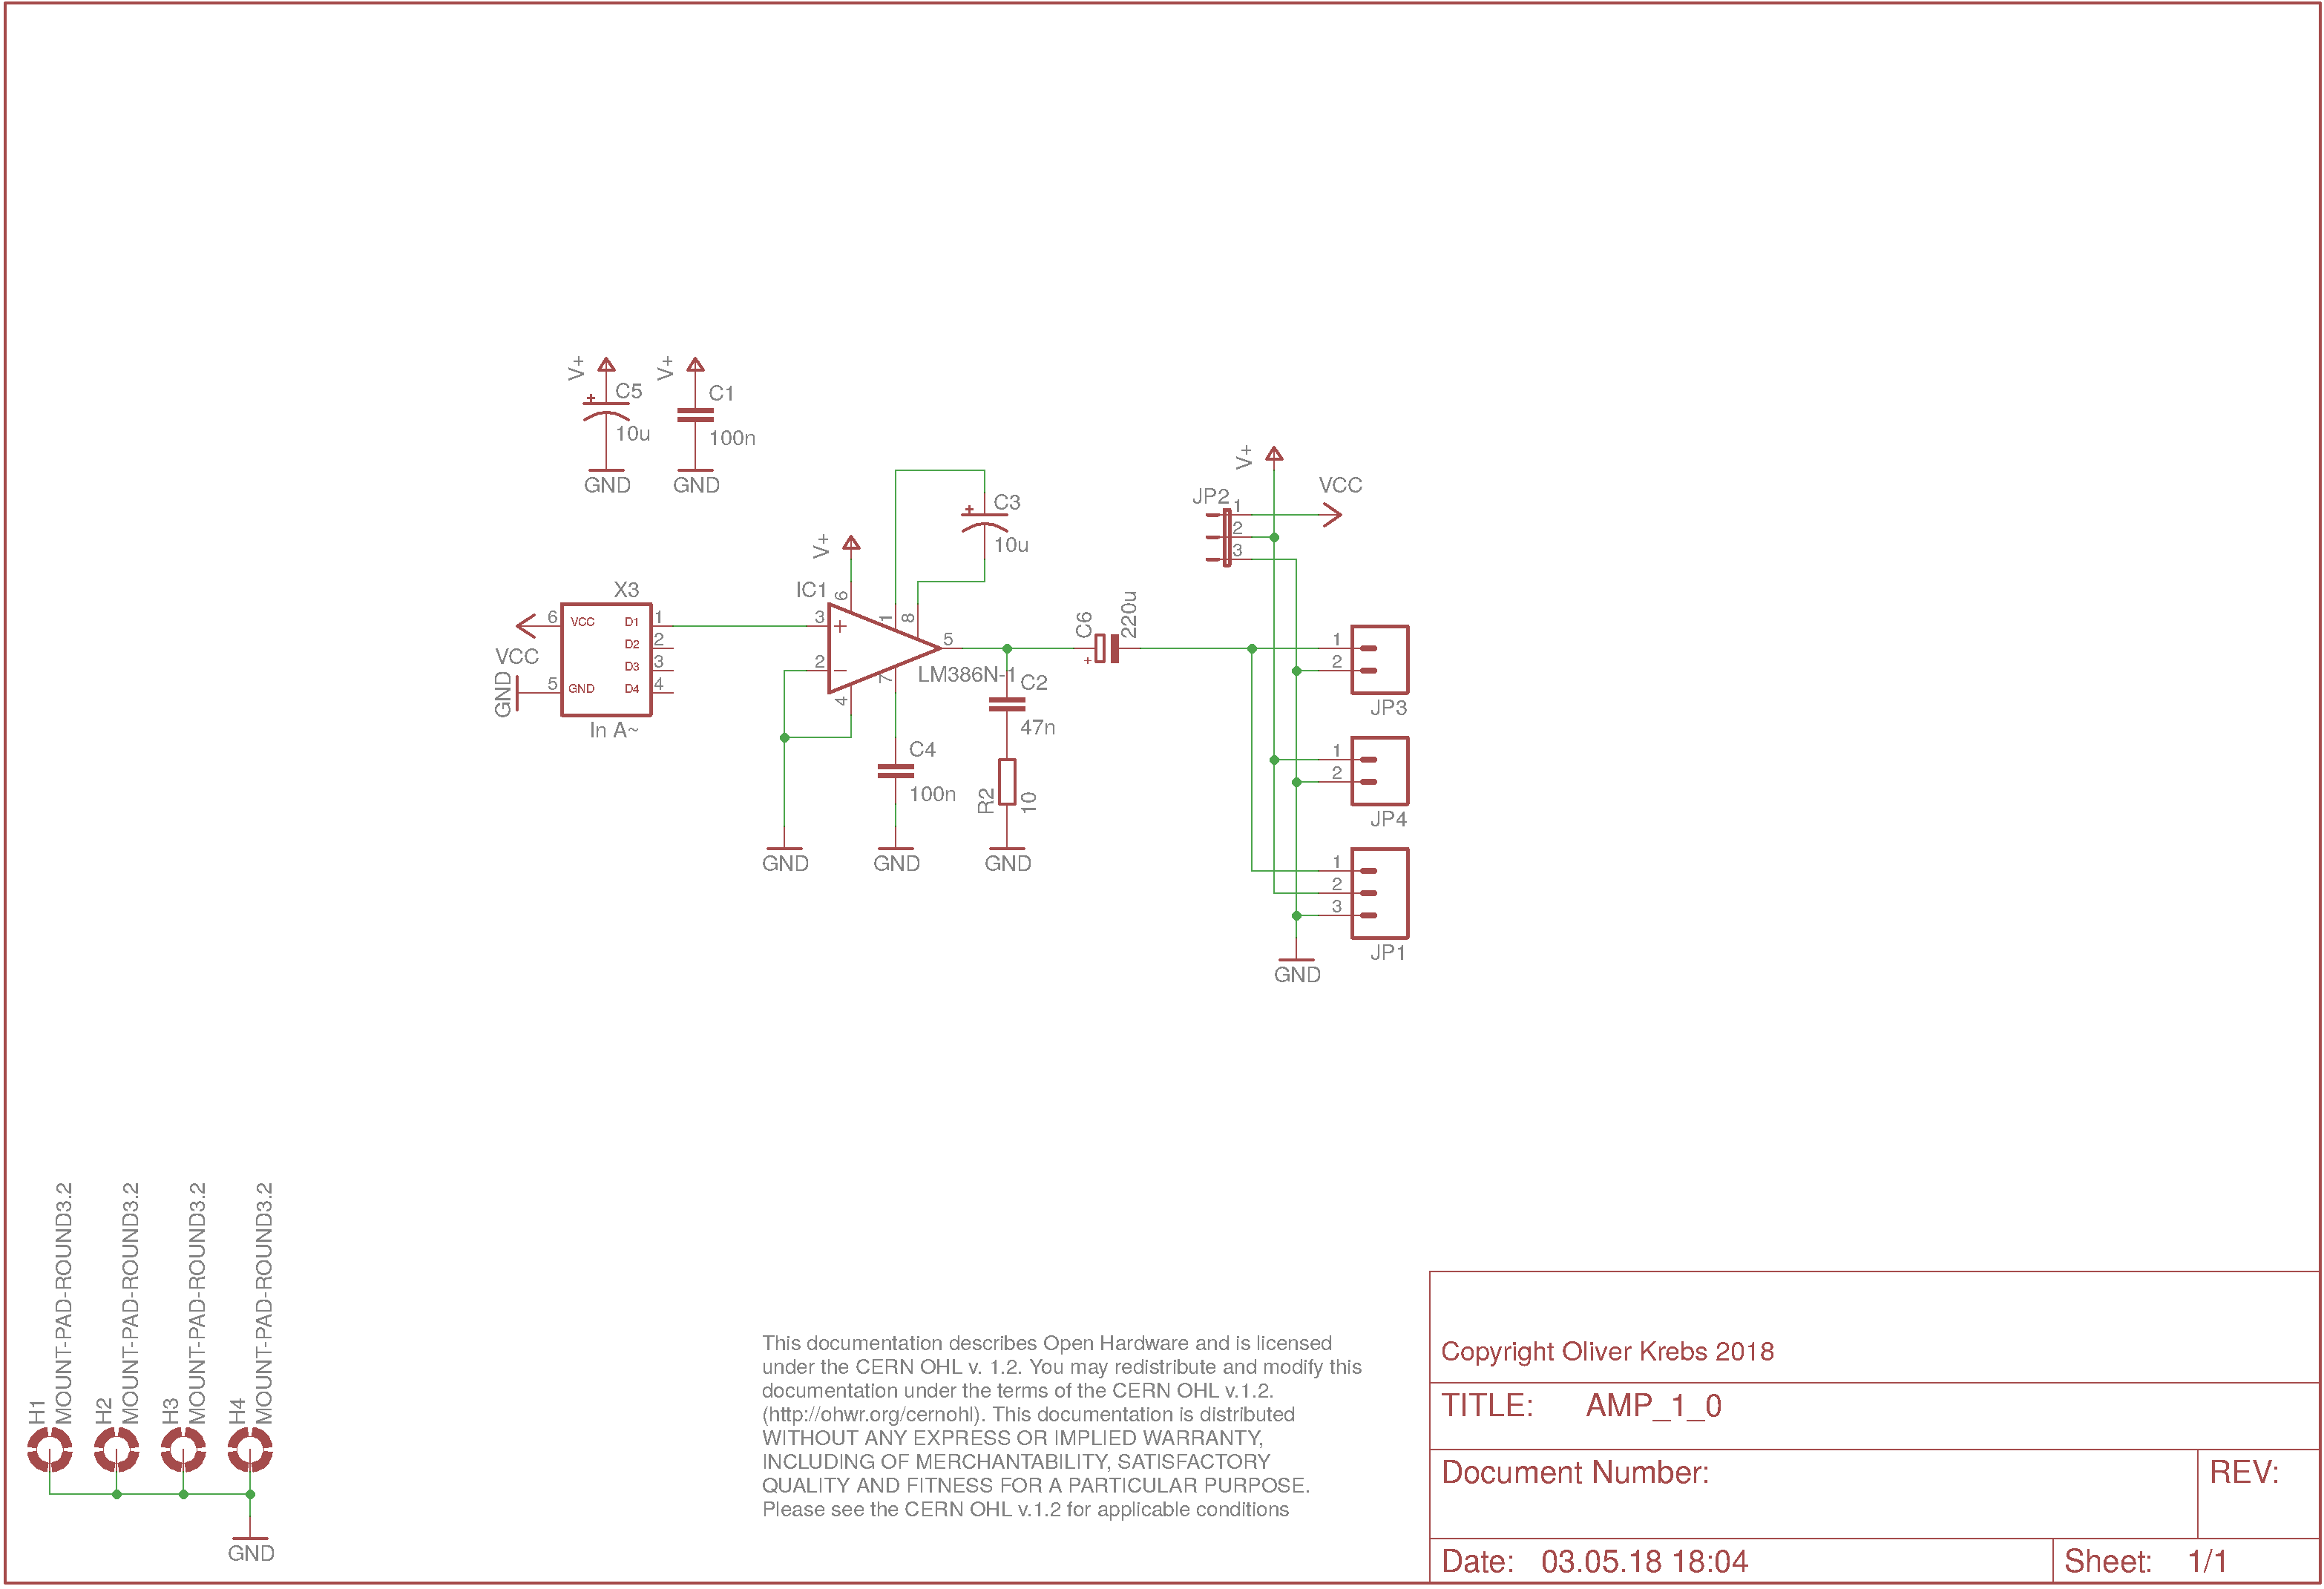 V+
C5
10u
GND
V+
C1
100n
GND
C3
10u
V+
JP2
1
2
3
VCC
V+
IC1
6
3
2
4
7
1
8
5
LM386N-1
X3
6
VCC
VCC
GND
5
GND
D1
D2
D3
D4
1
2
3
4
In A~
C6
220u
C2
47n
C4
100n
R2
10
GND
GND
GND
1
2
JP3
1
2
JP4
1
2
3
JP1
GND
H1
MOUNT-PAD-ROUND3.2
H2
MOUNT-PAD-ROUND3.2
H3
MOUNT-PAD-ROUND3.2
H4
MOUNT-PAD-ROUND3.2
GND
This documentation describes Open Hardware and is licensed
under the CERN OHL v. 1.2. You may redistribute and modify this
documentation under the terms of the CERN OHL v.1.2.
(http://ohwr.org/cernohl). This documentation is distributed
WITHOUT ANY EXPRESS OR IMPLIED WARRANTY,
INCLUDING OF MERCHANTABILITY, SATISFACTORY
QUALITY AND FITNESS FOR A PARTICULAR PURPOSE.
Please see the CERN OHL v.1.2 for applicable conditions
Copyright Oliver Krebs 2018
TITLE: AMP_1_0
Document Number:
REV:
Date: 03.05.18 18:04
Sheet: 1/1